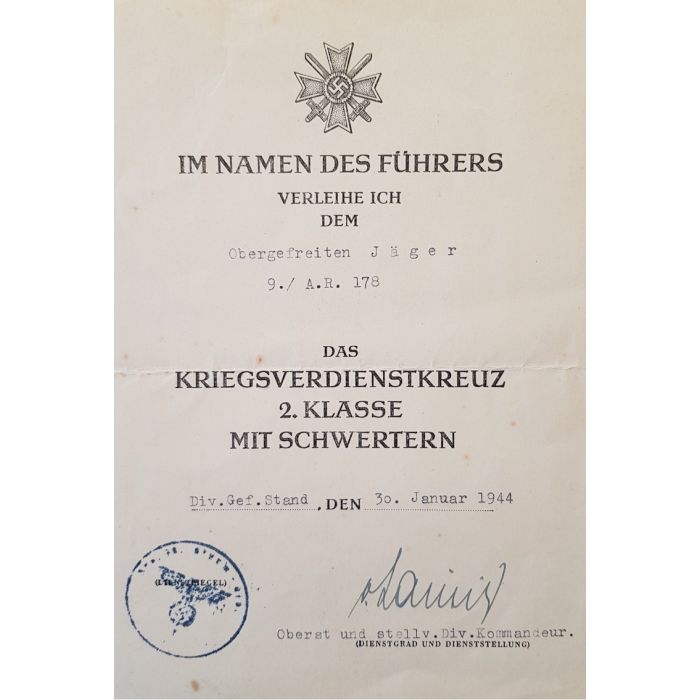 IM NAMEN DES FÜHRERS
VERLEIHE ICH
DEM
Obergefreiten Jäger
9./ A.R. 178
DAS
KRIEGSVERDIENSTKREUZ
2. KLASSE
MIT SCHWERTERN
Div.Gef.Stand , DEN 30. Januar 1944
(DIENSTSIEGEL)
Oberst und stellv.Div.Kommandeur.
(DIENSTGRAD UND DIENSTSTELLUNG)